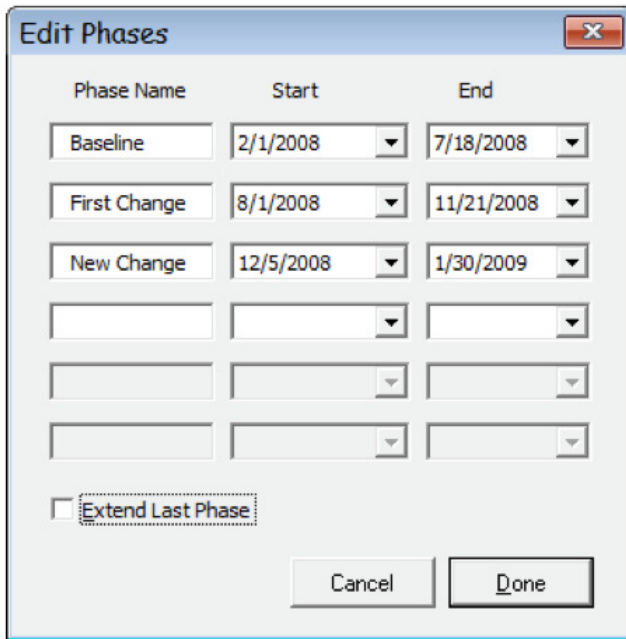 Edit Phases
Phase Name Start End
Baseline 2/1/2008 7/18/2008
First Change 8/1/2008 11/21/2008
New Change 12/5/2008 1/30/2009
Extend Last Phase
Cancel Done